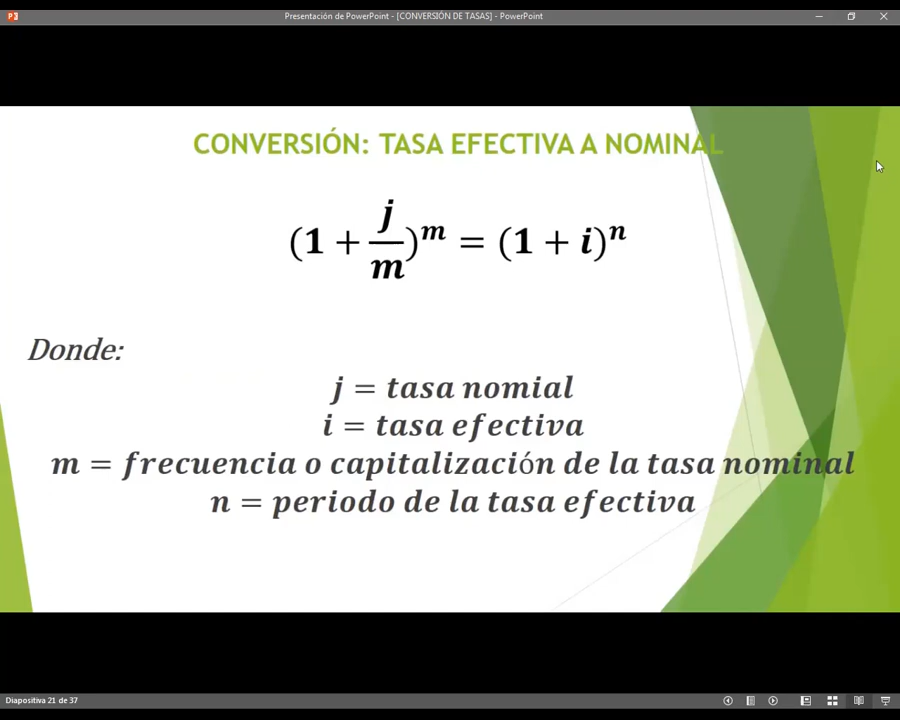 Presentación de PowerPoint - [CONVERSIÓN DE TASAS] - PowerPoint
CONVERSIÓN: TASA EFECTIVA A NOMINAL
(1 + j/m)^m = (1 + i)^n
Donde:
j = tasa nomial
i = tasa efectiva
m = frecuencia o capitalización de la tasa nominal
n = periodo de la tasa efectiva
Diapositiva 21 de 37